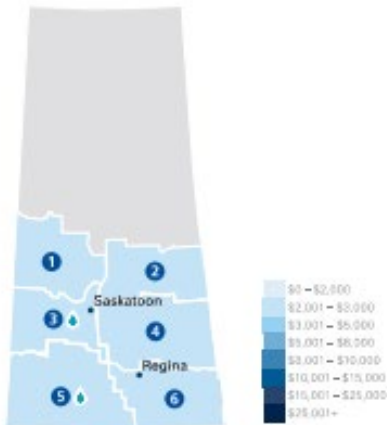 1
2
Saskatoon
3
4
Regina
5
6
$0 – $2,000
$2,001 – $3,000
$3,001 – $5,000
$5,001 – $8,000
$8,001 – $10,000
$10,001 – $15,000
$15,001 – $25,000
$25,001+